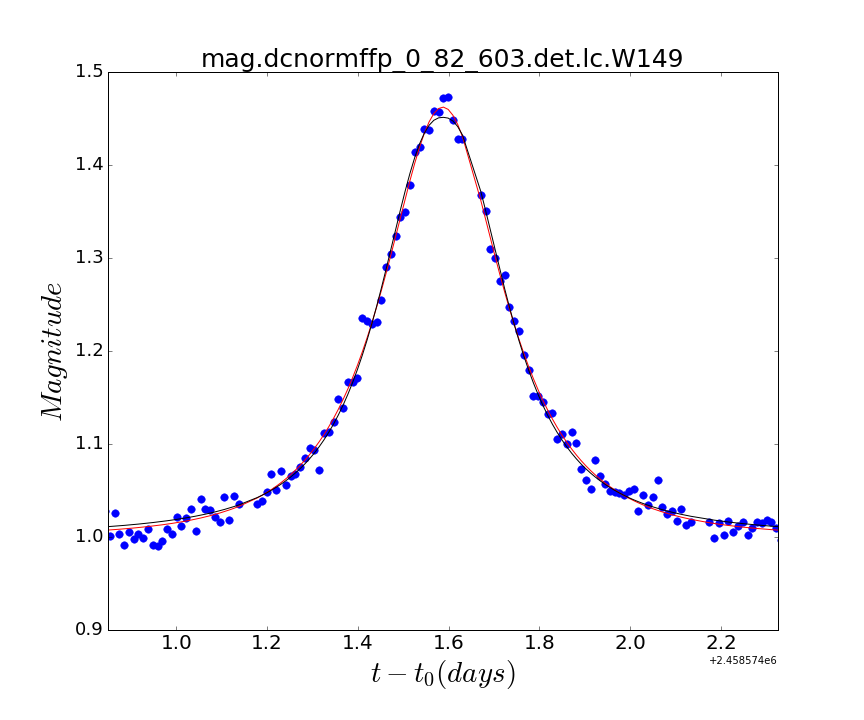 mag.dcnormffp_0_82_603.det.lc.W149
1.5
1.4
1.3
1.2
1.1
1.0
0.9
Magnitude
1.0 1.2 1.4 1.6 1.8 2.0 2.2
+2.458574e6
t − t₀(days)